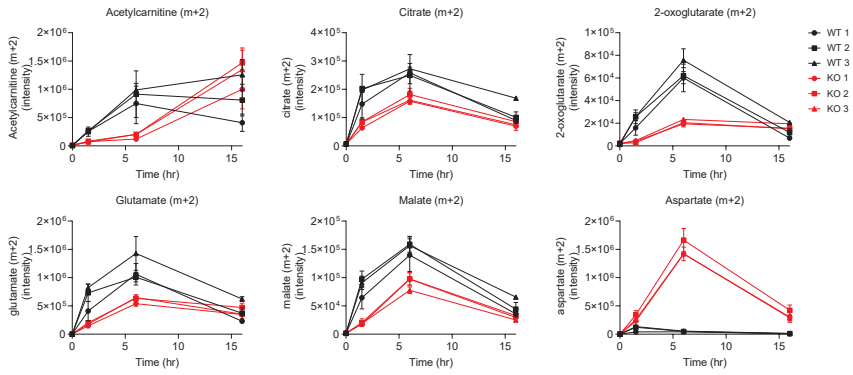 Acetylcarnitine (m+2)
Acetylcarnitine (m+2)
(intensity)
2×10⁶
1.5×10⁶
1×10⁶
5×10⁵
0
0 5 10 15
Time (hr)
Citrate (m+2)
citrate (m+2)
(intensity)
4×10⁵
3×10⁵
2×10⁵
1×10⁵
0
0 5 10 15
Time (hr)
2-oxoglutarate (m+2)
2-oxoglutarate (m+2)
(intensity)
1×10⁵
8×10⁴
6×10⁴
4×10⁴
2×10⁴
0
0 5 10 15
Time (hr)
WT 1
WT 2
WT 3
KO 1
KO 2
KO 3
Glutamate (m+2)
glutamate (m+2)
(intensity)
2×10⁶
1.5×10⁶
1×10⁶
5×10⁵
0
0 5 10 15
Time (hr)
Malate (m+2)
malate (m+2)
(intensity)
2×10⁵
1.5×10⁵
1×10⁵
5×10⁴
0
0 5 10 15
Time (hr)
Aspartate (m+2)
aspartate (m+2)
(intensity)
2×10⁶
1.5×10⁶
1×10⁶
5×10⁵
0
0 5 10 15
Time (hr)